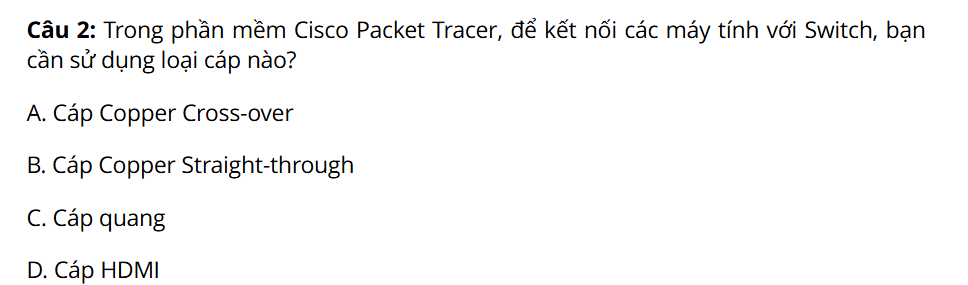 Câu 2: Trong phần mềm Cisco Packet Tracer, để kết nối các máy tính với Switch, bạn
cần sử dụng loại cáp nào?
A. Cáp Copper Cross-over
B. Cáp Copper Straight-through
C. Cáp quang
D. Cáp HDMI